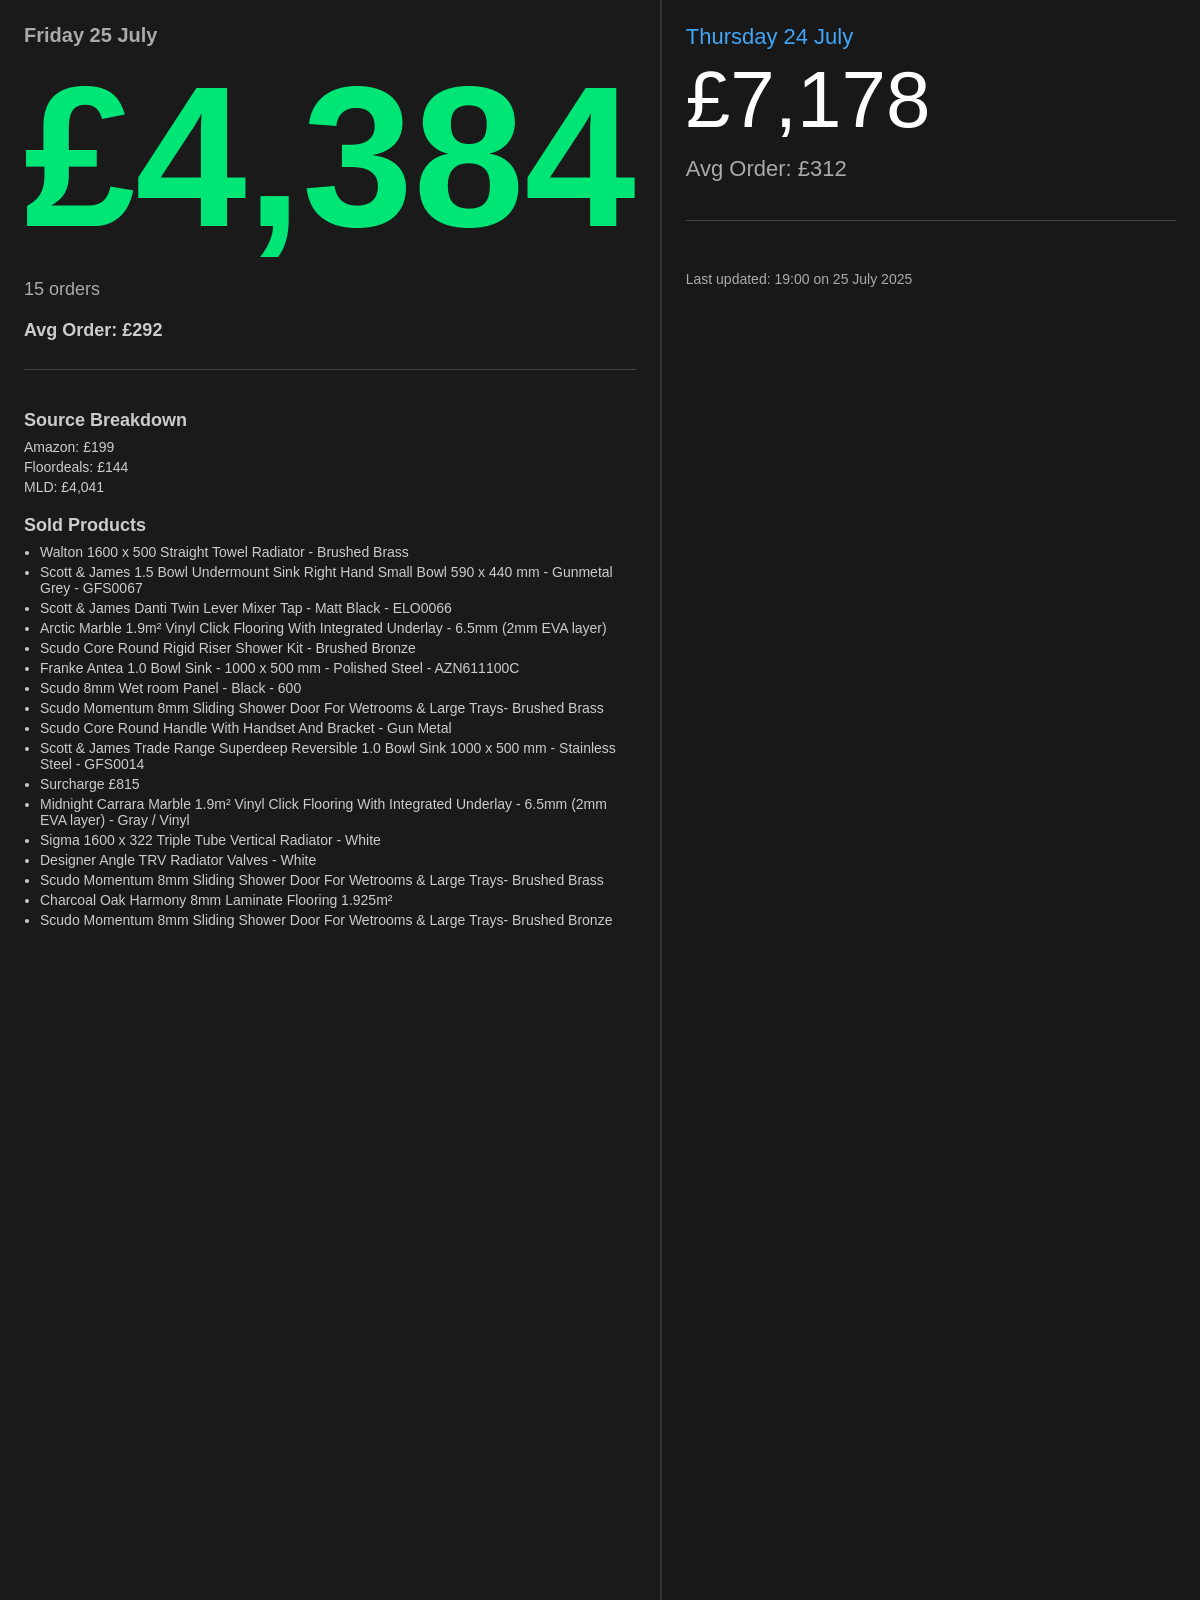 Friday 25 July
£4,384
15 orders
Avg Order: £292
Source Breakdown
Amazon: £199
Floordeals: £144
MLD: £4,041
Sold Products
• Walton 1600 x 500 Straight Towel Radiator - Brushed Brass
• Scott & James 1.5 Bowl Undermount Sink Right Hand Small Bowl 590 x 440 mm - Gunmetal
Grey - GFS0067
• Scott & James Danti Twin Lever Mixer Tap - Matt Black - ELO0066
• Arctic Marble 1.9m² Vinyl Click Flooring With Integrated Underlay - 6.5mm (2mm EVA layer)
• Scudo Core Round Rigid Riser Shower Kit - Brushed Bronze
• Franke Antea 1.0 Bowl Sink - 1000 x 500 mm - Polished Steel - AZN611100C
• Scudo 8mm Wet room Panel - Black - 600
• Scudo Momentum 8mm Sliding Shower Door For Wetrooms & Large Trays- Brushed Brass
• Scudo Core Round Handle With Handset And Bracket - Gun Metal
• Scott & James Trade Range Superdeep Reversible 1.0 Bowl Sink 1000 x 500 mm - Stainless
Steel - GFS0014
• Surcharge £815
• Midnight Carrara Marble 1.9m² Vinyl Click Flooring With Integrated Underlay - 6.5mm (2mm
EVA layer) - Gray / Vinyl
• Sigma 1600 x 322 Triple Tube Vertical Radiator - White
• Designer Angle TRV Radiator Valves - White
• Scudo Momentum 8mm Sliding Shower Door For Wetrooms & Large Trays- Brushed Brass
• Charcoal Oak Harmony 8mm Laminate Flooring 1.925m²
• Scudo Momentum 8mm Sliding Shower Door For Wetrooms & Large Trays- Brushed Bronze
Thursday 24 July
£7,178
Avg Order: £312
Last updated: 19:00 on 25 July 2025